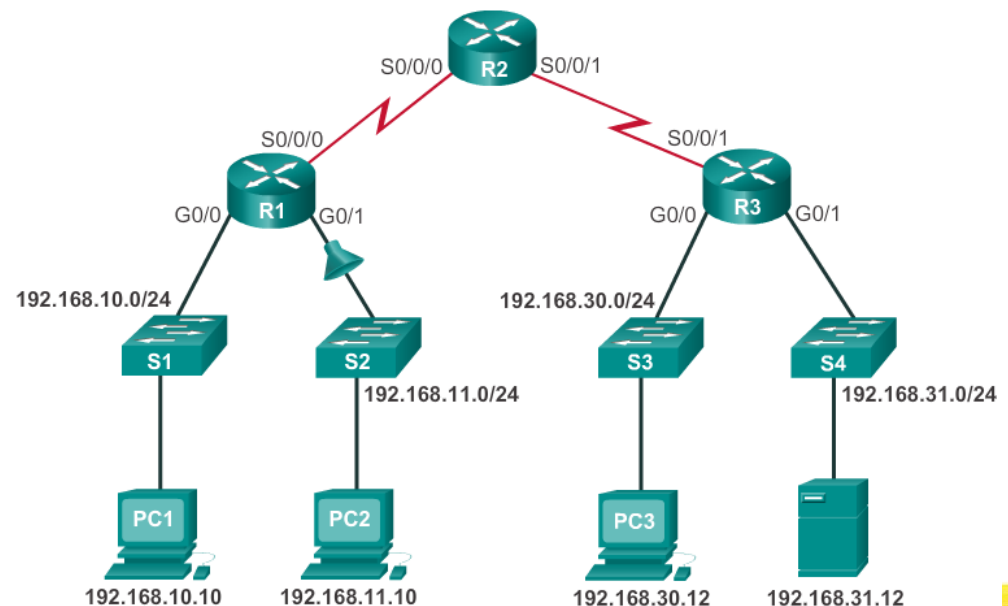 R2
S0/0/0
S0/0/1
S0/0/0
S0/0/1
R1
R3
G0/0
G0/1
G0/0
G0/1
192.168.10.0/24
192.168.30.0/24
S1
S2
S3
S4
192.168.11.0/24
192.168.31.0/24
PC1
PC2
PC3
192.168.10.10
192.168.11.10
192.168.30.12
192.168.31.12